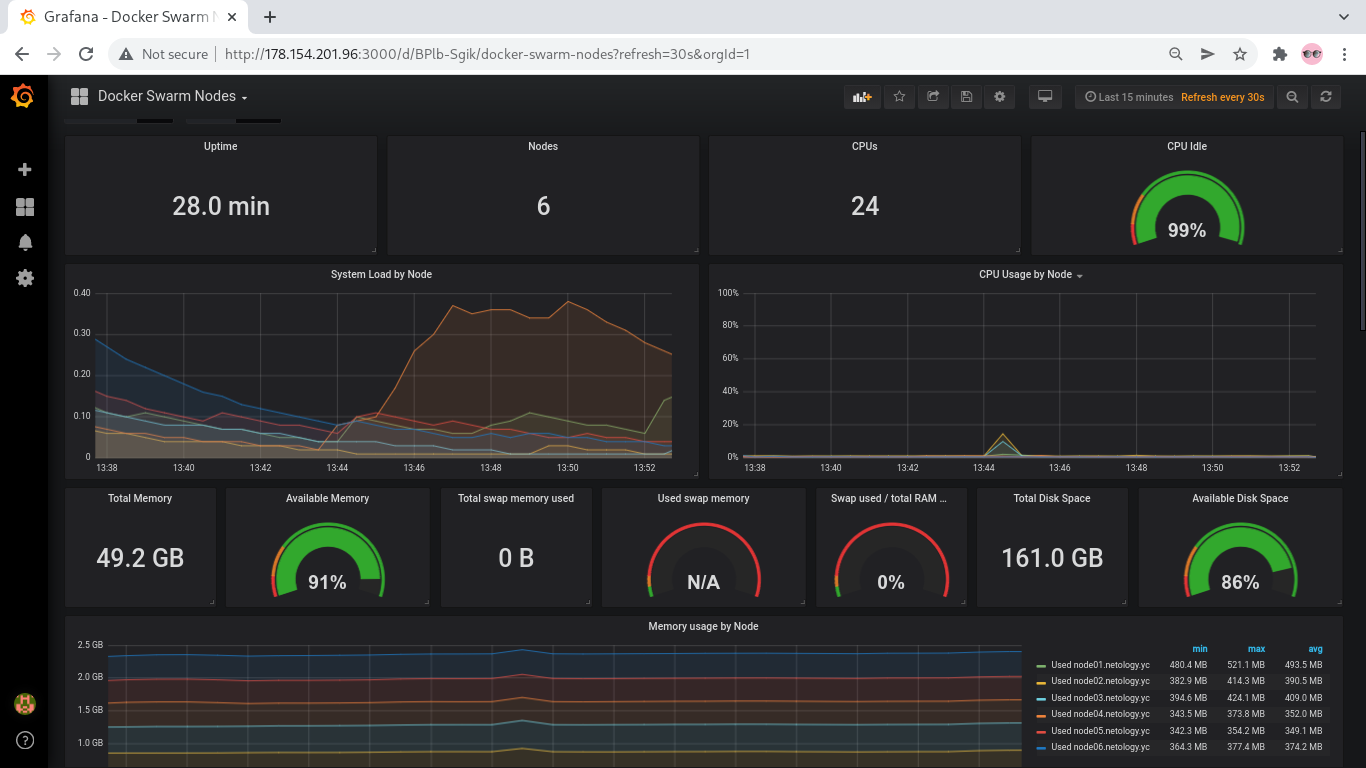 Grafana - Docker Swarm N
Not secure http://178.154.201.96:3000/d/BPlb-Sgik/docker-swarm-nodes?refresh=30s&orgId=1
Docker Swarm Nodes
Last 15 minutes Refresh every 30s
Uptime Nodes CPUs CPU Idle
28.0 min 6 24 99%
System Load by Node
0.40
0.30
0.20
0.10
0
13:38 13:40 13:42 13:44 13:46 13:48 13:50 13:52
CPU Usage by Node
100%
80%
60%
40%
20%
0%
13:38 13:40 13:42 13:44 13:46 13:48 13:50 13:52
Total Memory Available Memory Total swap memory used Used swap memory Swap used / total RAM ... Total Disk Space Available Disk Space
49.2 GB 91% 0 B N/A 0% 161.0 GB 86%
Memory usage by Node
2.5 GB
2.0 GB
1.5 GB
1.0 GB
min max avg
Used node01.netology.yc 480.4 MB 521.1 MB 493.5 MB
Used node02.netology.yc 382.9 MB 414.3 MB 390.5 MB
Used node03.netology.yc 394.6 MB 424.1 MB 409.0 MB
Used node04.netology.yc 343.5 MB 373.8 MB 352.0 MB
Used node05.netology.yc 342.3 MB 354.2 MB 349.1 MB
Used node06.netology.yc 364.3 MB 377.4 MB 374.2 MB